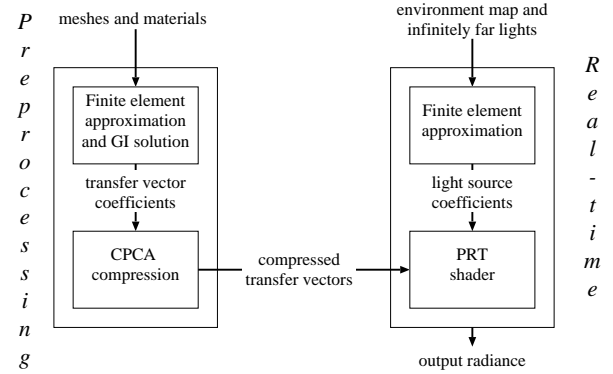 Preprocessing
meshes and materials
Finite element
approximation
and GI solution
transfer vector
coefficients
CPCA
compression
compressed
transfer vectors
environment map and
infinitely far lights
Finite element
approximation
light source
coefficients
PRT
shader
output radiance
Real-time